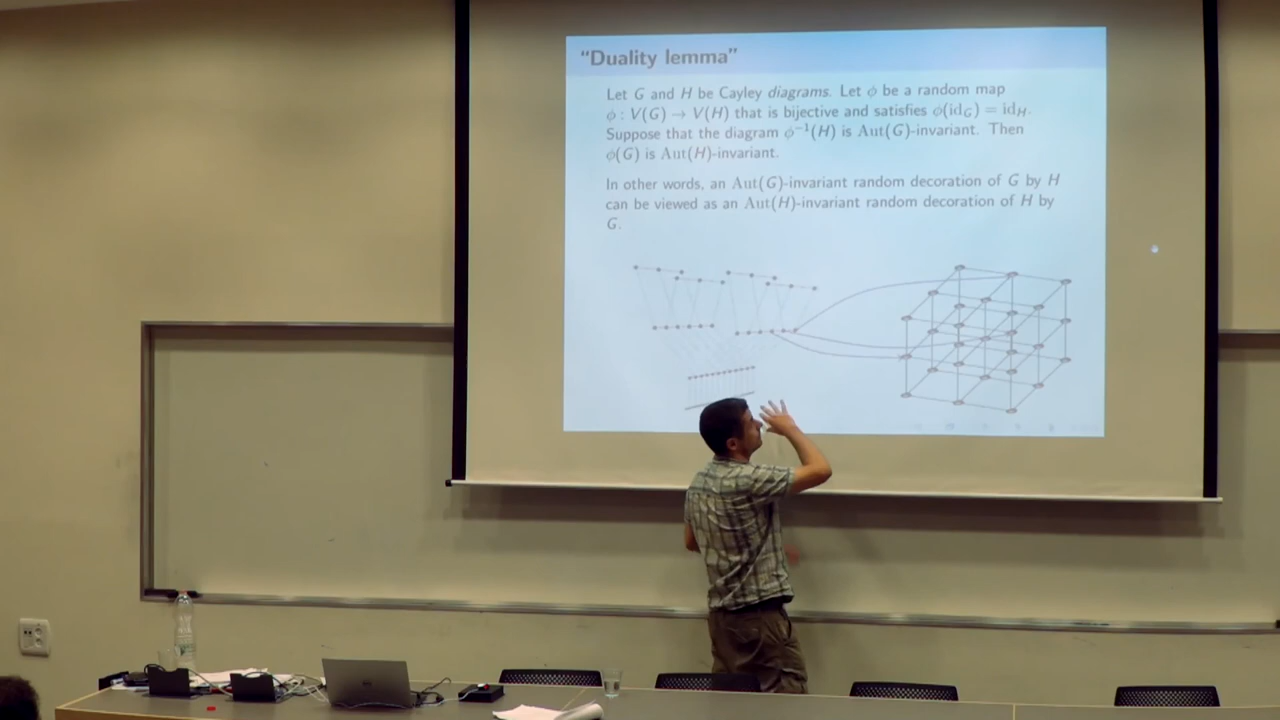 “Duality lemma”
Let G and H be Cayley diagrams. Let ϕ be a random map
ϕ : V(G) → V(H) that is bijective and satisfies ϕ(id_G) = id_H.
Suppose that the diagram ϕ⁻¹(H) is Aut(G)-invariant. Then
ϕ(G) is Aut(H)-invariant.
In other words, an Aut(G)-invariant random decoration of G by H
can be viewed as an Aut(H)-invariant random decoration of H by
G.